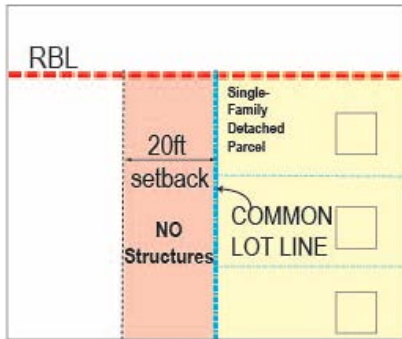 RBL
Single-
Family
Detached
Parcel
20ft
setback
NO
Structures
COMMON
LOT LINE